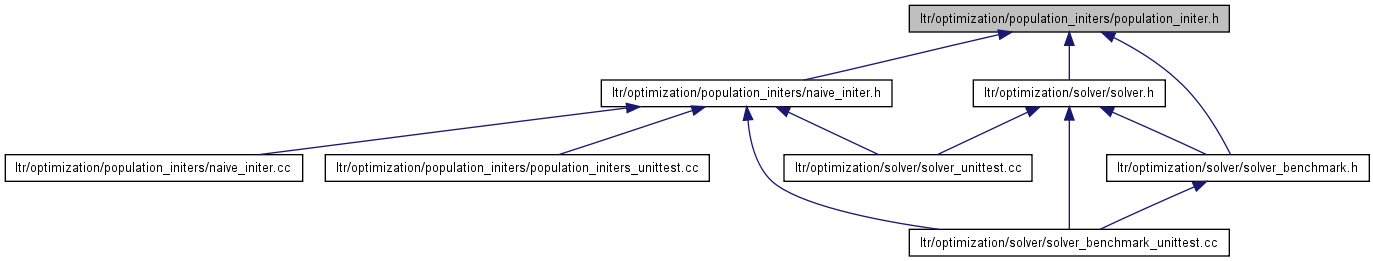 ltr/optimization/population_initers/population_initer.h
ltr/optimization/population_initers/naive_initer.h
ltr/optimization/solver/solver.h
ltr/optimization/population_initers/naive_initer.cc
ltr/optimization/population_initers/population_initers_unittest.cc
ltr/optimization/solver/solver_unittest.cc
ltr/optimization/solver/solver_benchmark.h
ltr/optimization/solver/solver_benchmark_unittest.cc